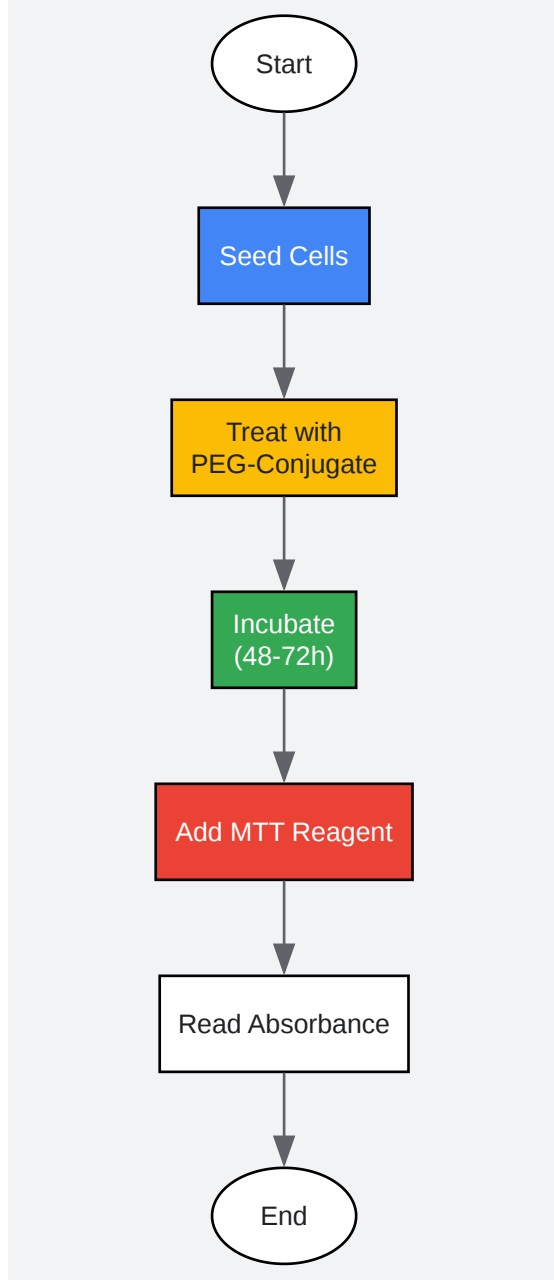 Start
Seed Cells
Treat with
PEG-Conjugate
Incubate
(48-72h)
Add MTT Reagent
Read Absorbance
End